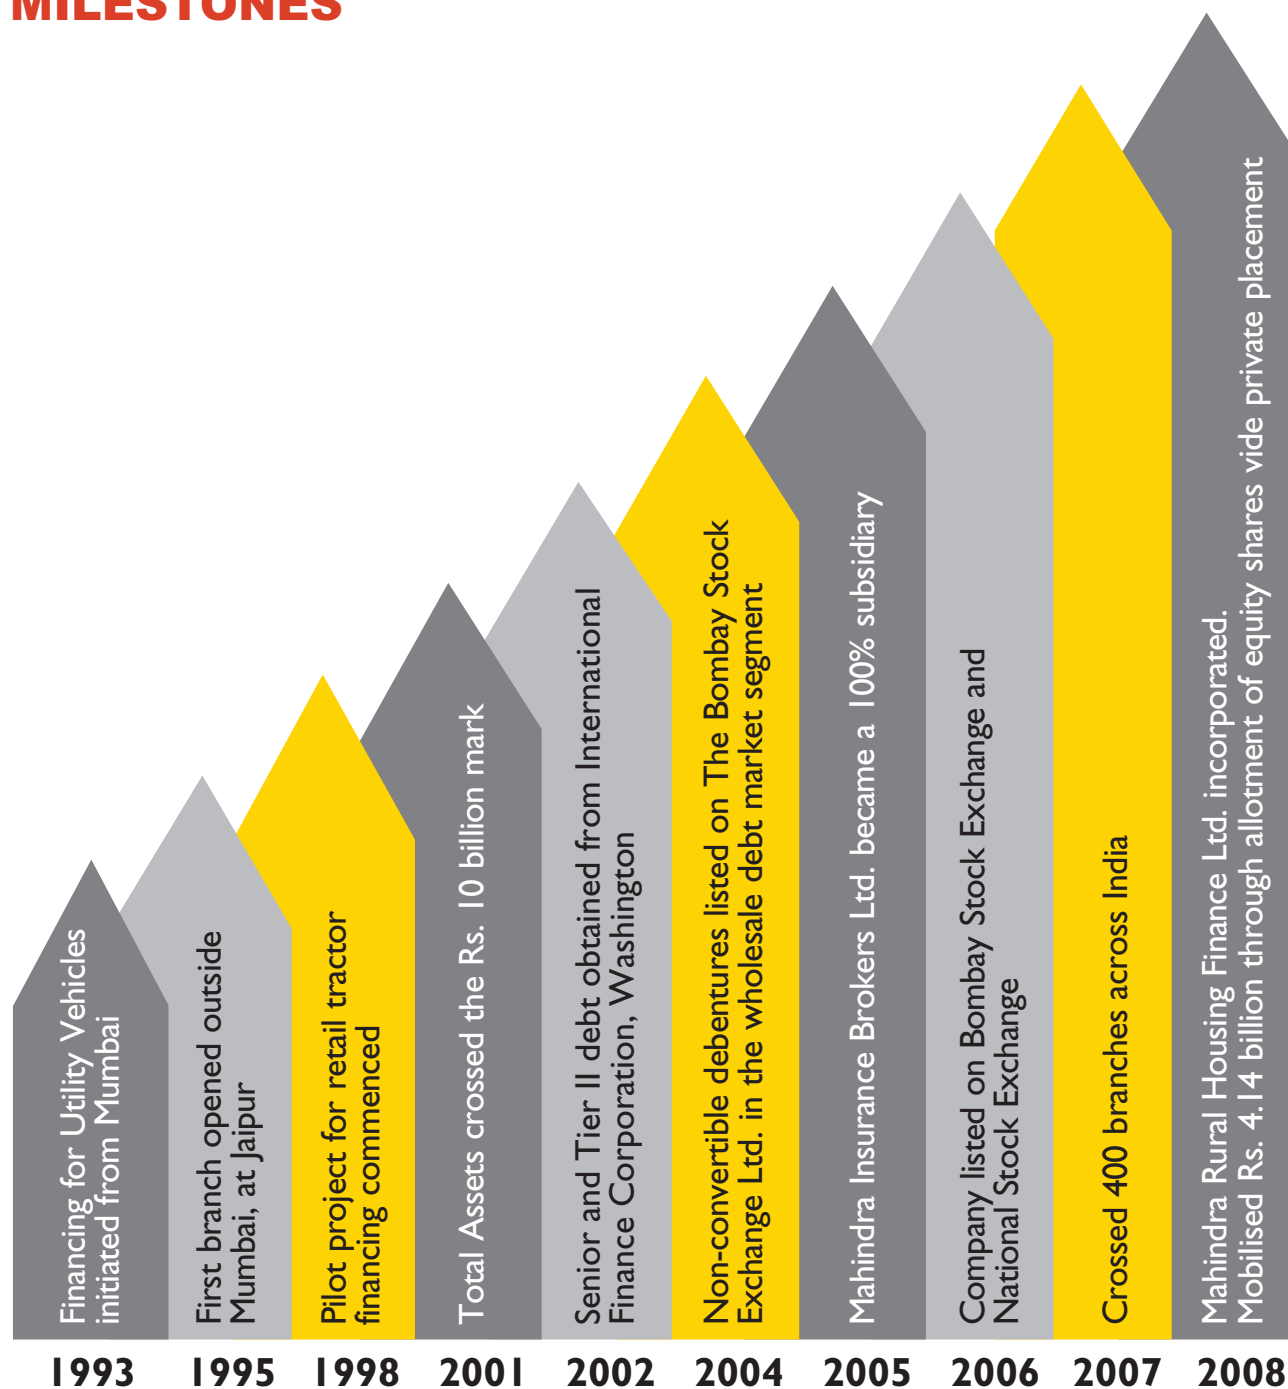 MILESTONES
Financing for Utility Vehicles
initiated from Mumbai
First branch opened outside
Mumbai, at Jaipur
Pilot project for retail tractor
financing commenced
Total Assets crossed the Rs. 10 billion mark
Senior and Tier II debt obtained from International
Finance Corporation, Washington
Non-convertible debentures listed on The Bombay Stock
Exchange Ltd. in the wholesale debt market segment
Mahindra Insurance Brokers Ltd. became a 100% subsidiary
Company listed on Bombay Stock Exchange and
National Stock Exchange
Crossed 400 branches across India
Mahindra Rural Housing Finance Ltd. incorporated.
Mobilised Rs. 4.14 billion through allotment of equity shares vide private placement
1993 1995 1998 2001 2002 2004 2005 2006 2007 2008